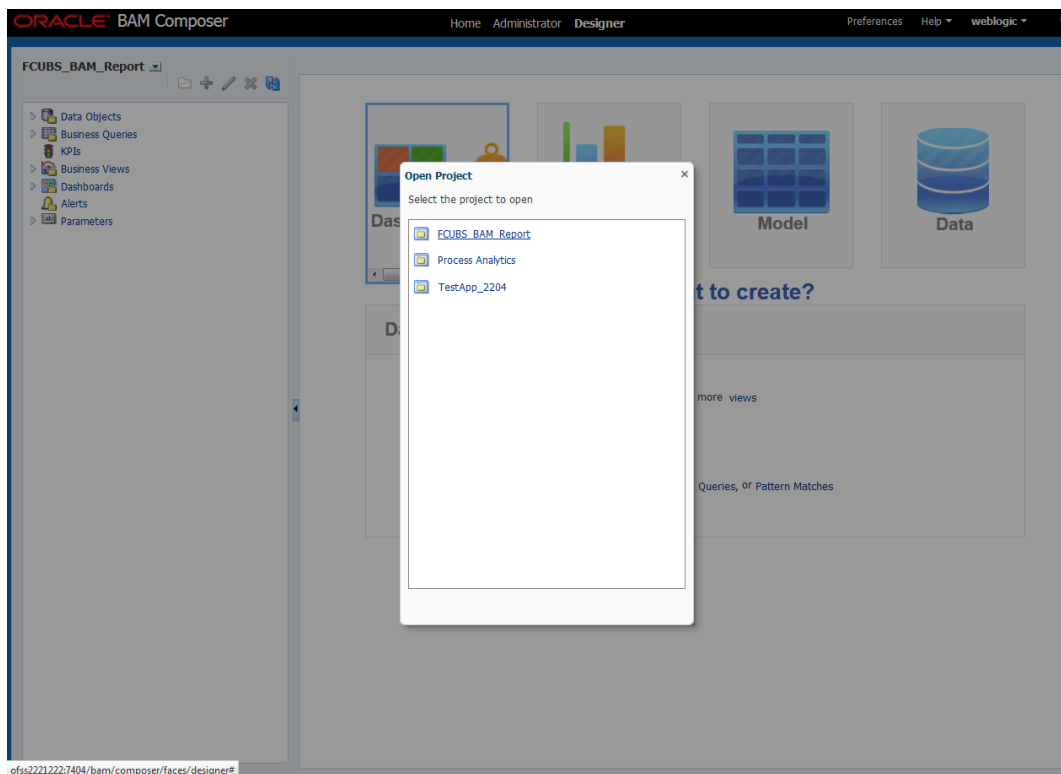 ORACLE BAM Composer
Home Administrator Designer
Preferences Help weblogic
FCUBS_BAM_Report
Data Objects
Business Queries
KPIs
Business Views
Dashboards
Alerts
Parameters
Open Project
Select the project to open
FCUBS_BAM_Report
Process Analytics
TestApp_2204
Das
Model
Data
t to create?
Da
more views
Queries, or Pattern Matches
ofss2221222:7404/bam/composer/faces/designer#